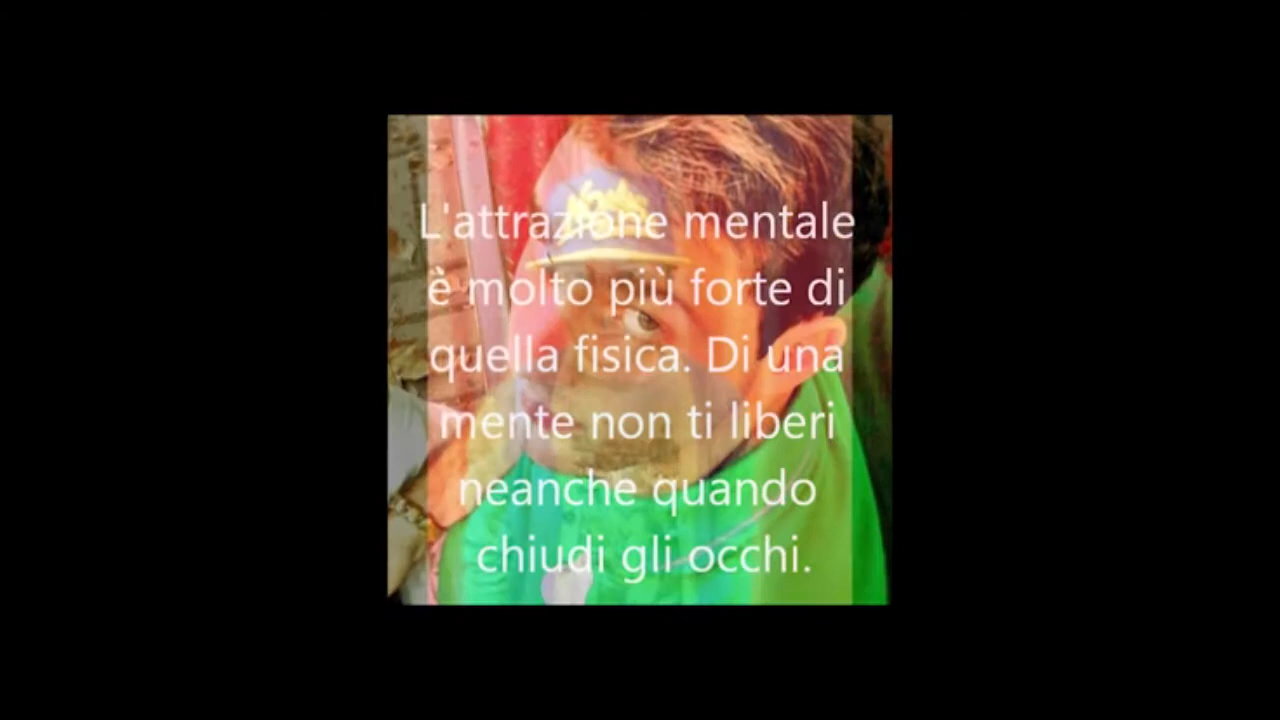 L'attrazione mentale
è molto più forte di
quella fisica. Di una
mente non ti liberi
neanche quando
chiudi gli occhi.